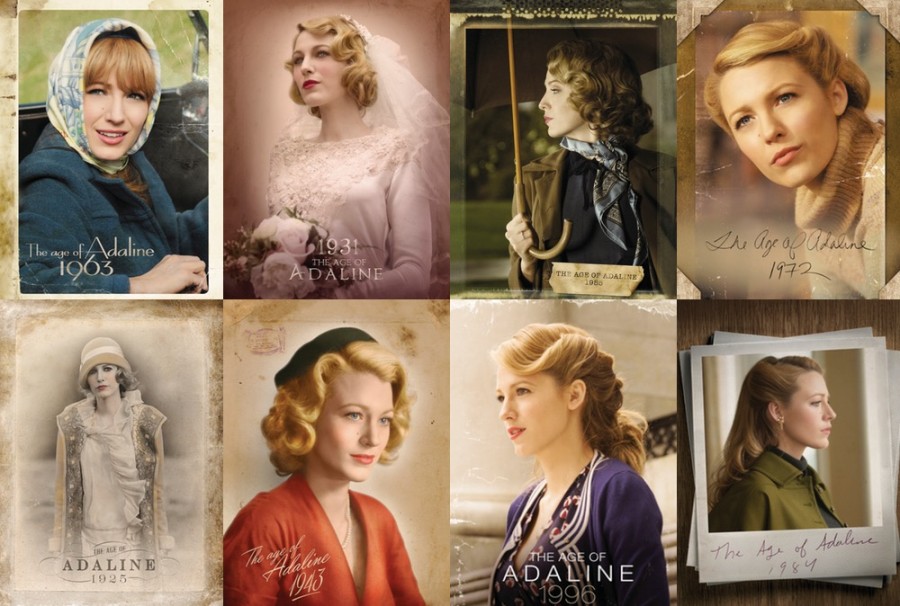 The age of Adaline
1963
1931
THE AGE OF
ADALINE
THE AGE OF ADALINE
The Age of Adaline
1972
THE AGE OF
ADALINE
1925
The age of
Adaline
1943
THE AGE OF
ADALINE
1996
The Age of Adaline
1984